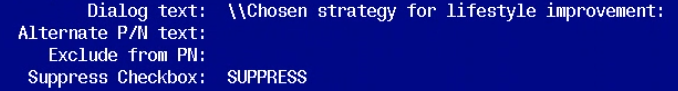 Dialog text: \\Chosen strategy for lifestyle improvement:
Alternate P/N text:
Exclude from PN:
Suppress Checkbox: SUPPRESS